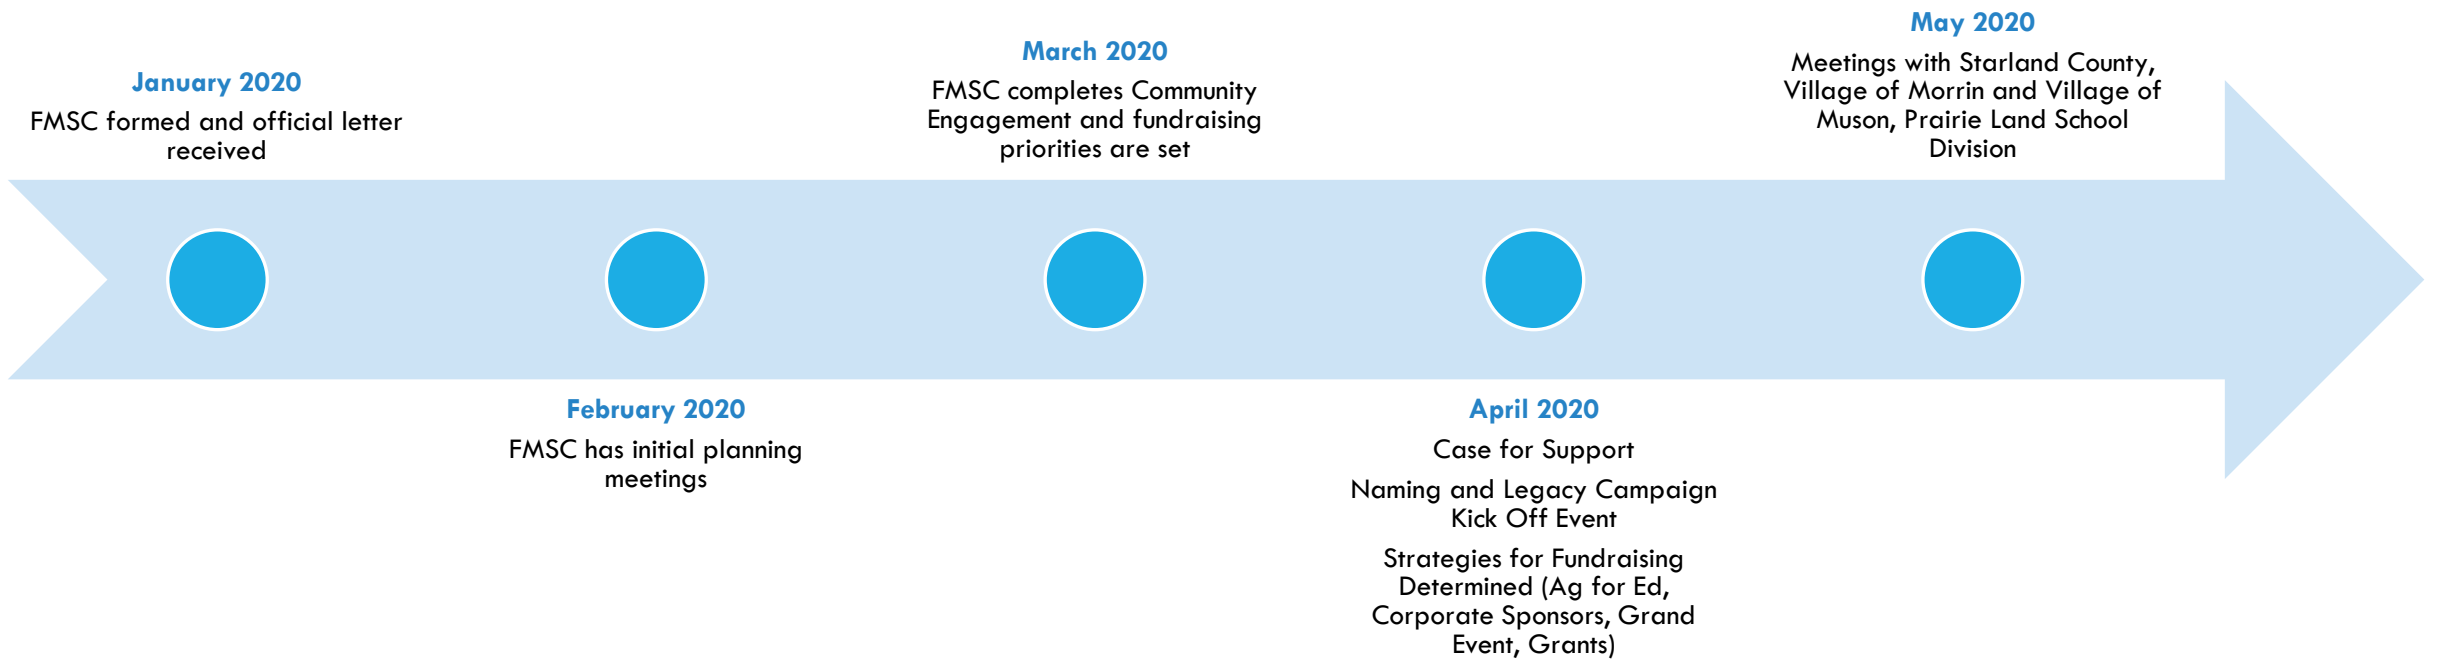 January 2020
FMSC formed and official letter
received
February 2020
FMSC has initial planning
meetings
March 2020
FMSC completes Community
Engagement and fundraising
priorities are set
April 2020
Case for Support
Naming and Legacy Campaign
Kick Off Event
Strategies for Fundraising
Determined (Ag for Ed,
Corporate Sponsors, Grand
Event, Grants)
May 2020
Meetings with Starland County,
Village of Morrin and Village of
Muson, Prairie Land School
Division